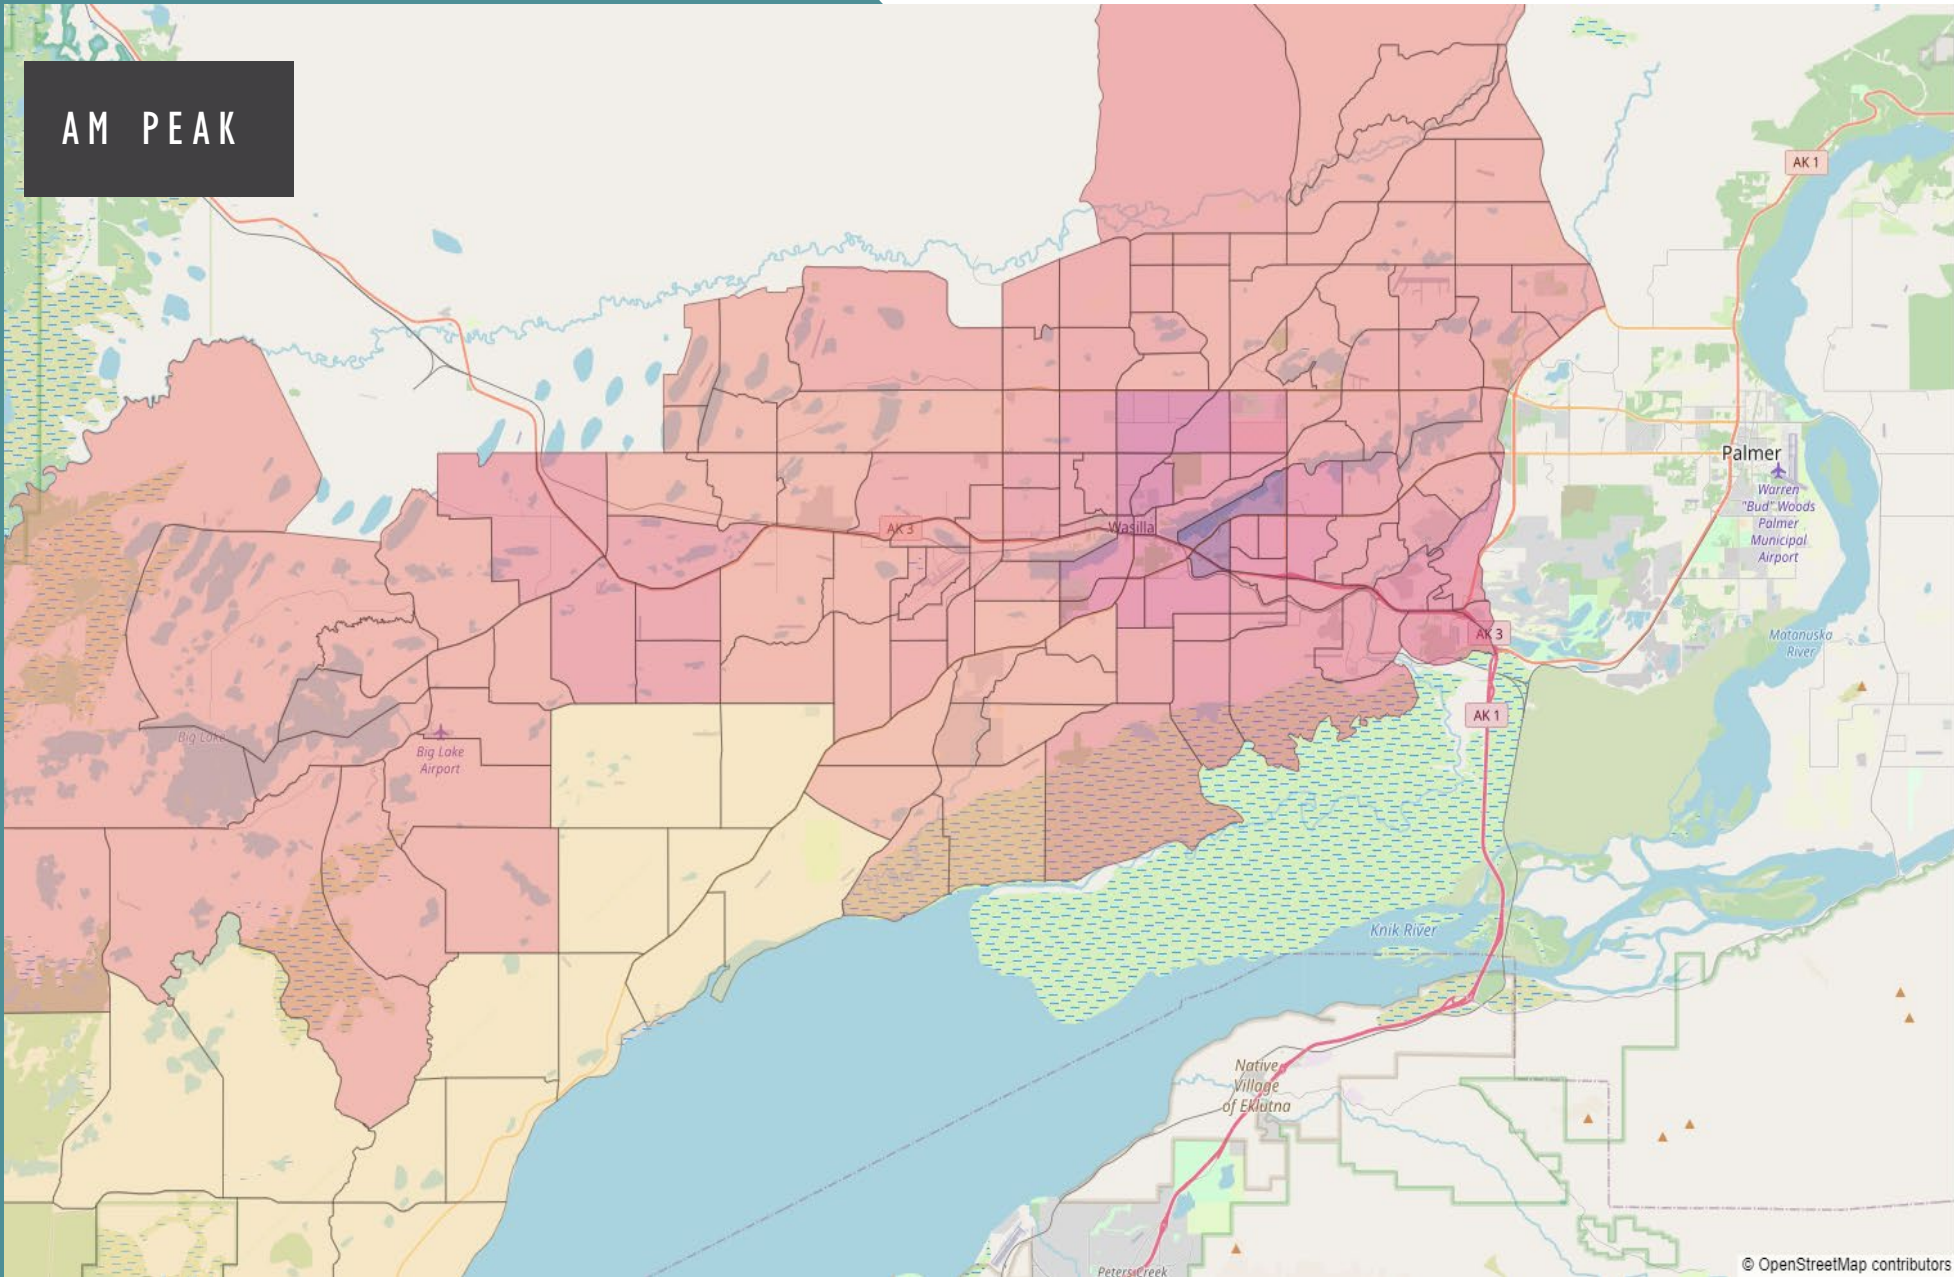 AM PEAK
AK 1
Palmer
Warren
"Bud" Woods
Palmer
Municipal
Airport
AK 3
Wasilla
AK 3
Matanuska
River
AK 1
Big Lake
Big Lake
Airport
Knik River
Native
Village
of Eklutna
Peters Creek
© OpenStreetMap contributors